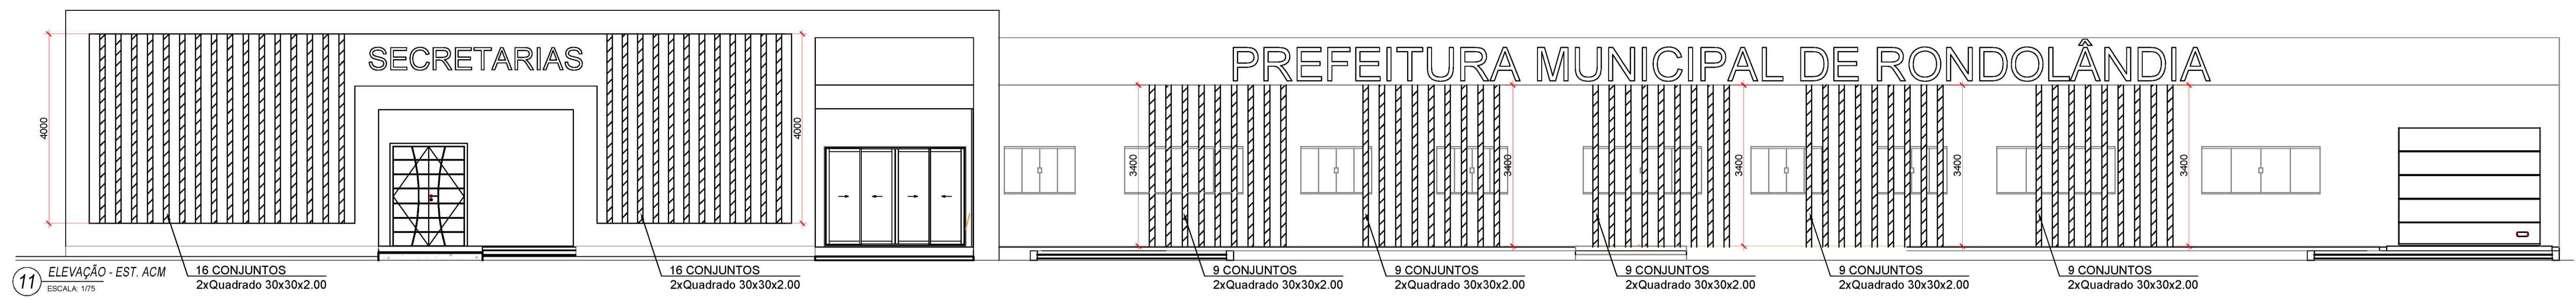 SECRETARIAS
PREFEITURA MUNICIPAL DE RONDOLÂNDIA
4000
4000
3400
3400
3400
3400
3400
16 CONJUNTOS
2xQuadrado 30x30x2.00
16 CONJUNTOS
2xQuadrado 30x30x2.00
9 CONJUNTOS
2xQuadrado 30x30x2.00
9 CONJUNTOS
2xQuadrado 30x30x2.00
9 CONJUNTOS
2xQuadrado 30x30x2.00
9 CONJUNTOS
2xQuadrado 30x30x2.00
9 CONJUNTOS
2xQuadrado 30x30x2.00
11
ELEVAÇÃO - EST. ACM
ESCALA: 1/75